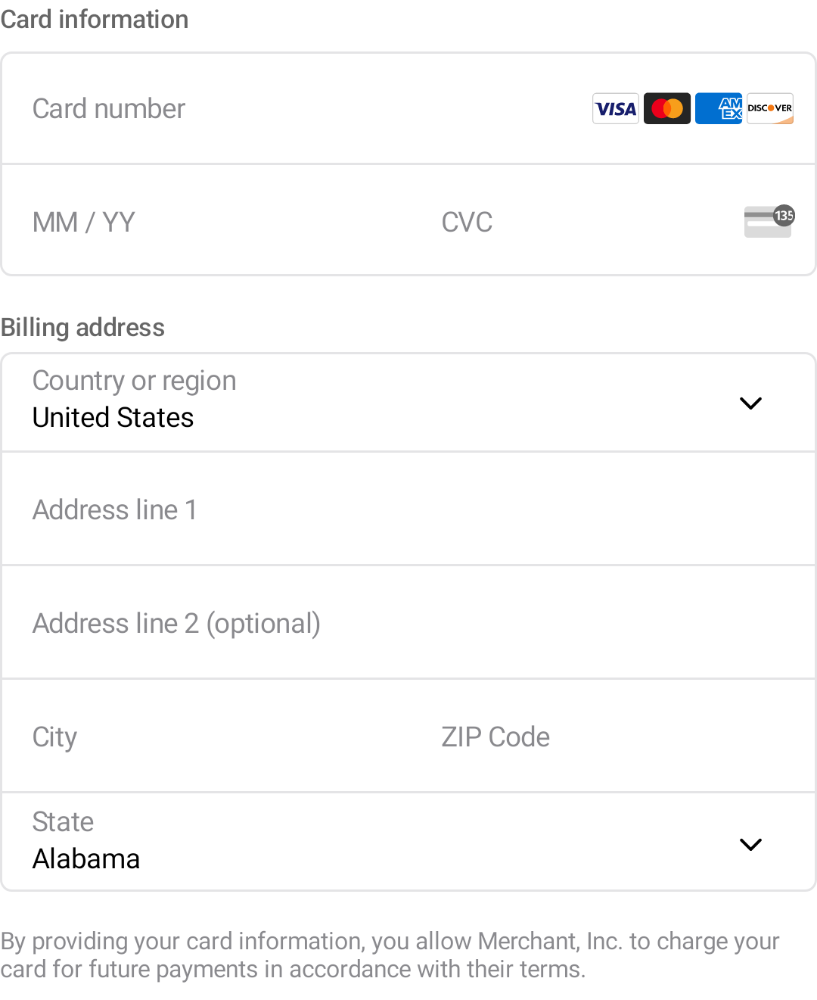 Card information
Card number VISA AMEX DISCOVER
MM / YY CVC 135
Billing address
Country or region
United States
Address line 1
Address line 2 (optional)
City ZIP Code
State
Alabama
By providing your card information, you allow Merchant, Inc. to charge your
card for future payments in accordance with their terms.